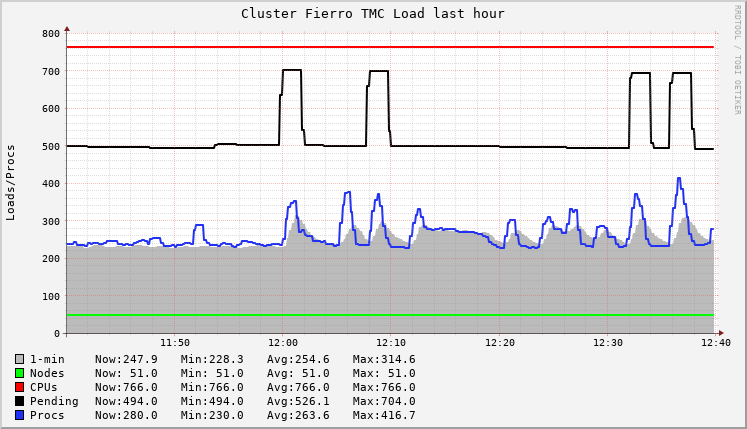 Cluster Fierro TMC Load last hour
RRDTOOL / TOBI OETIKER
Loads/Procs
800
700
600
500
400
300
200
100
0
11:50 12:00 12:10 12:20 12:30 12:40
1-min Now:247.9 Min:228.3 Avg:254.6 Max:314.6
Nodes Now: 51.0 Min: 51.0 Avg: 51.0 Max: 51.0
CPUs Now:766.0 Min:766.0 Avg:766.0 Max:766.0
Pending Now:494.0 Min:494.0 Avg:526.1 Max:704.0
Procs Now:280.0 Min:230.0 Avg:263.6 Max:416.7